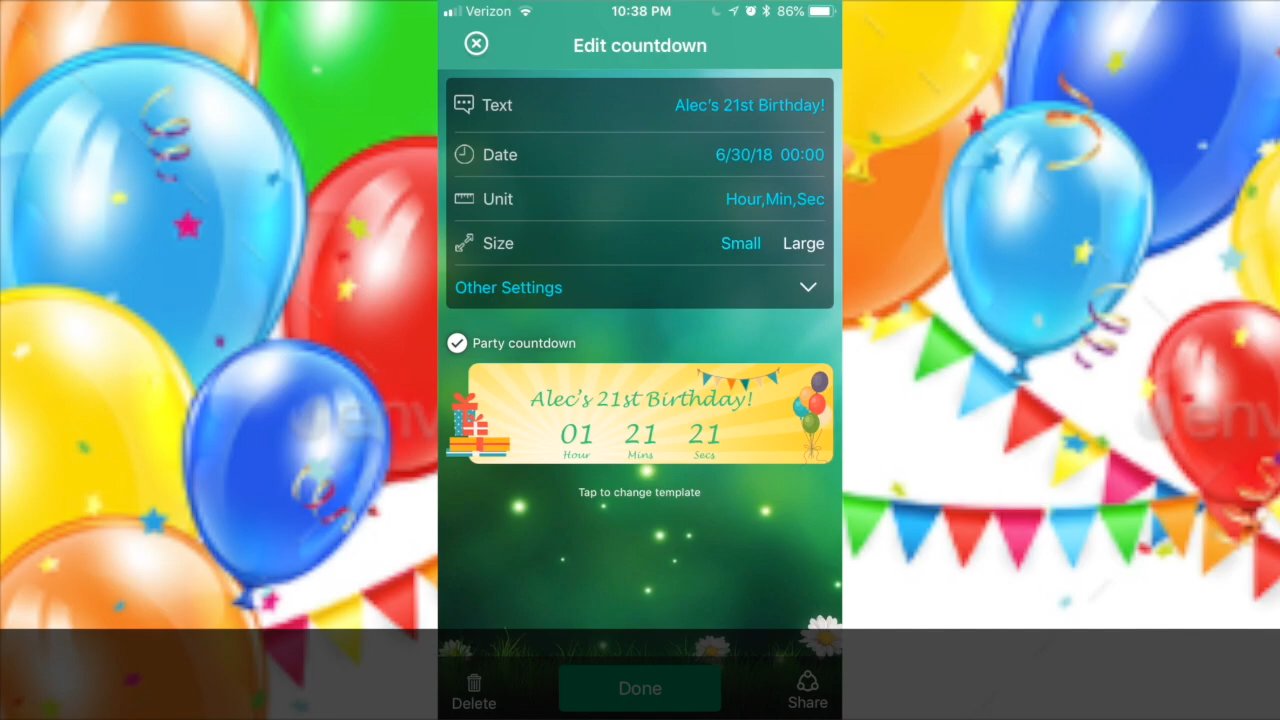 Verizon 10:38 PM 86%
Edit countdown
Text Alec's 21st Birthday!
Date 6/30/18 00:00
Unit Hour,Min,Sec
Size Small Large
Other Settings
Party countdown
Alec's 21st Birthday!
01 21 21
Hour Mins Secs
Tap to change template
Delete Done Share